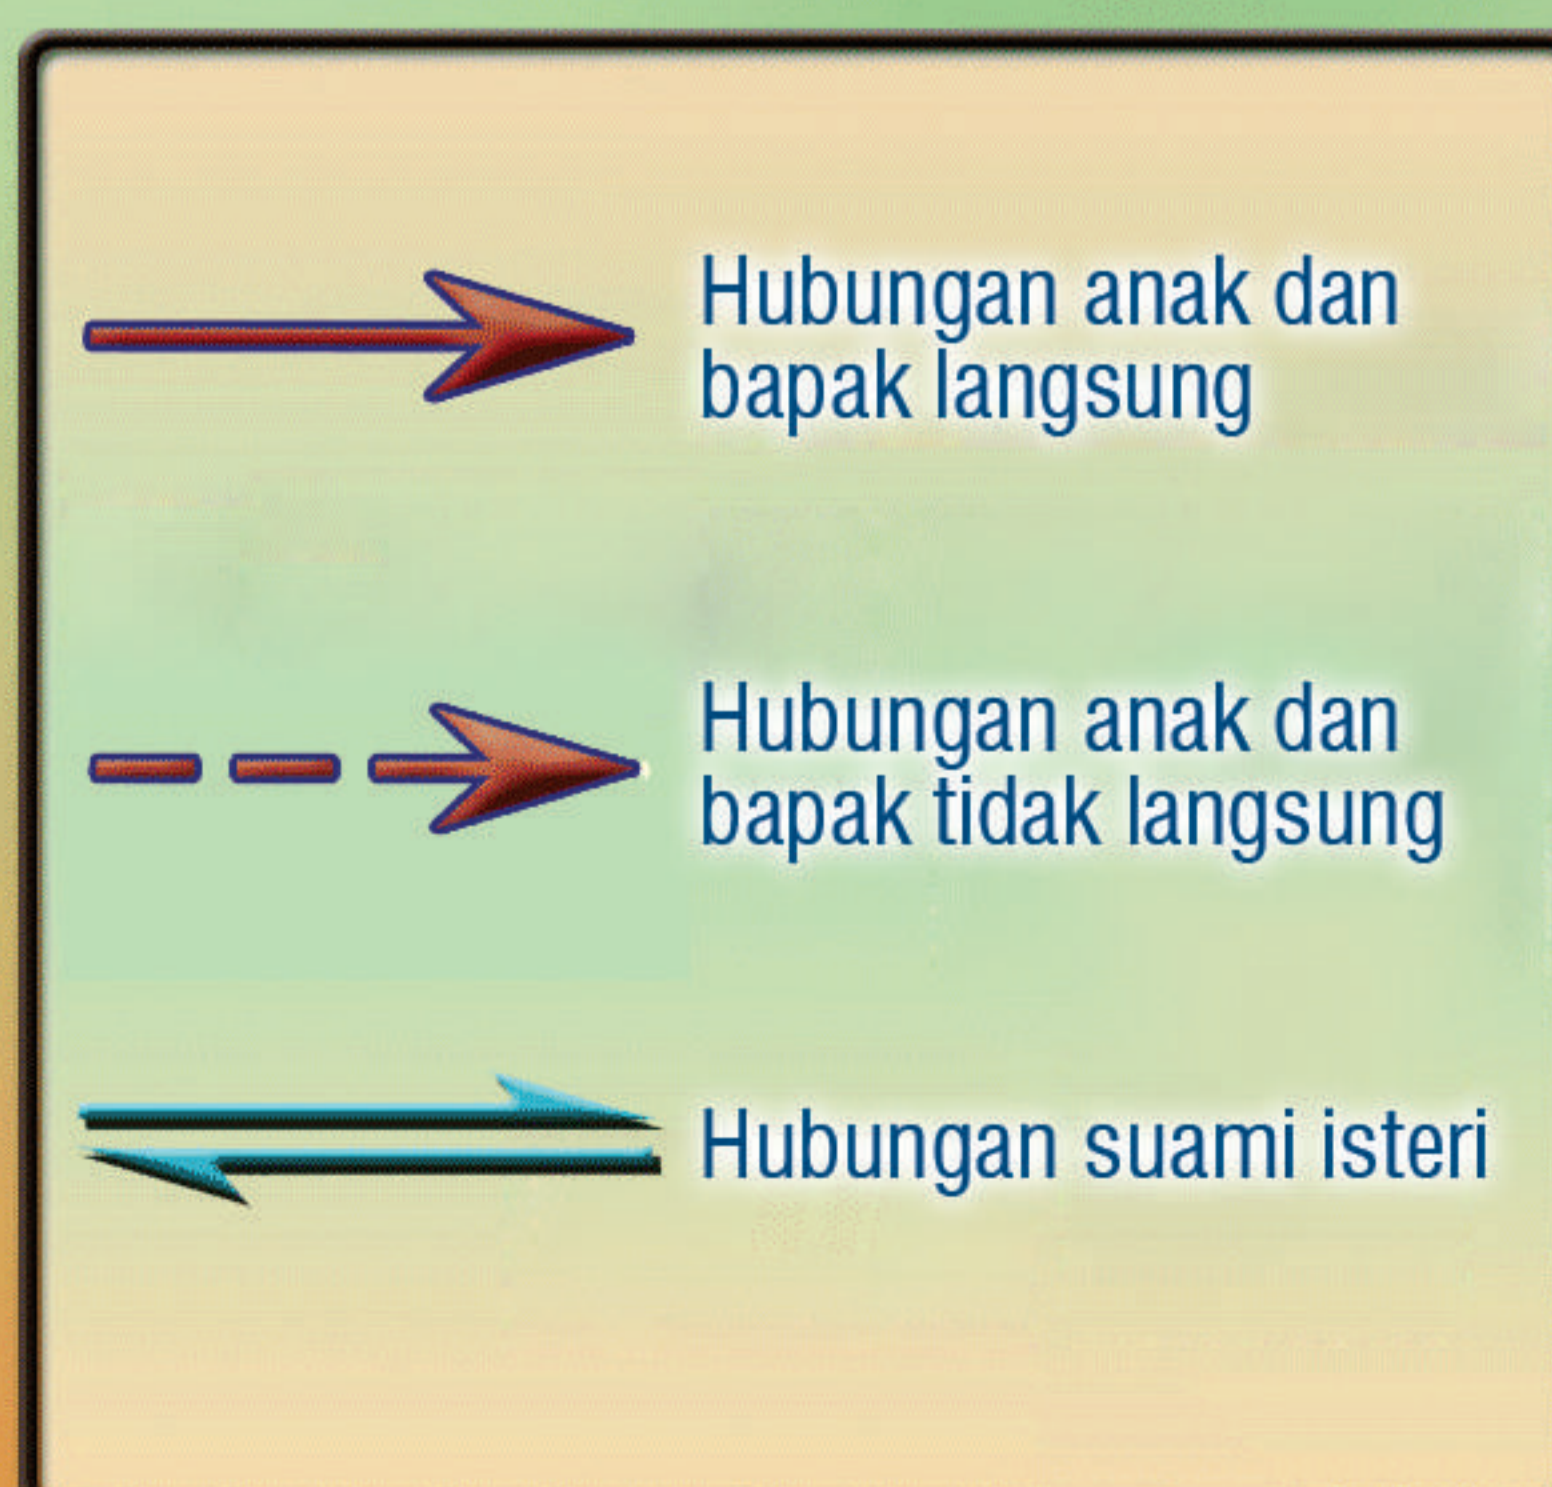 Hubungan anak dan
bapak langsung
Hubungan anak dan
bapak tidak langsung
Hubungan suami isteri